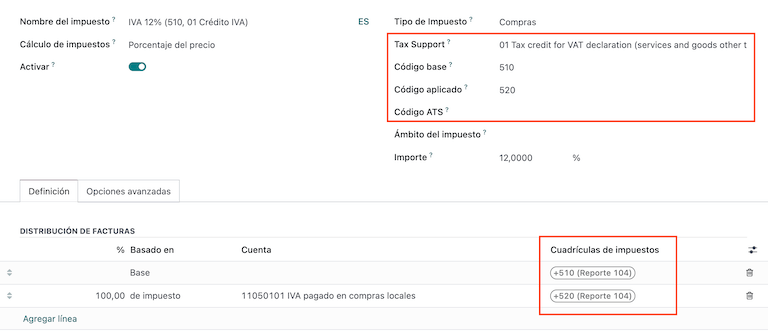 Nombre del impuesto ? IVA 12% (510, 01 Crédito IVA) ES Tipo de Impuesto ? Compras
Cálculo de impuestos ? Porcentaje del precio Tax Support ? 01 Tax credit for VAT declaration (services and goods other t
Activar ? Código base ? 510
Código aplicado ? 520
Código ATS
Ámbito del impuesto ?
Importe ? 12,0000 %
Definición Opciones avanzadas
DISTRIBUCIÓN DE FACTURAS
% Basado en Cuenta Cuadrículas de impuestos
Base +510 (Reporte 104)
100,00 de impuesto 11050101 IVA pagado en compras locales +520 (Reporte 104)
Agregar línea